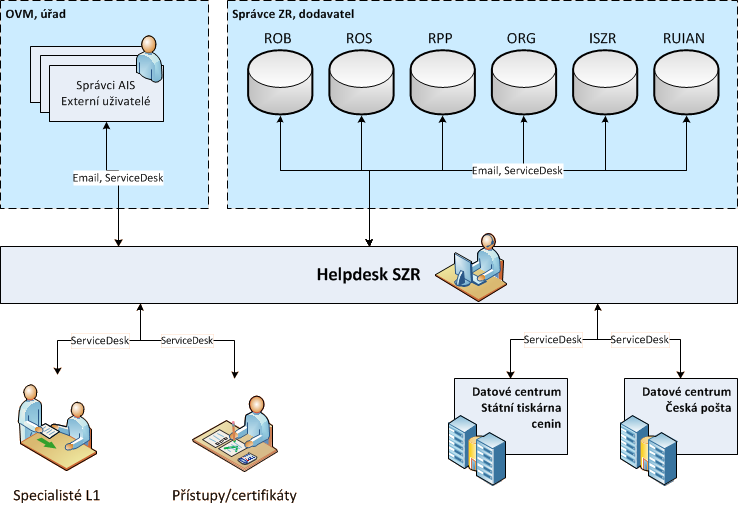 OVM, úřad
Správci AIS
Externí uživatelé
Email, ServiceDesk
Správce ZR, dodavatel
ROB
ROS
RPP
ORG
ISZR
RUIAN
Email, ServiceDesk
Helpdesk SZR
ServiceDesk
ServiceDesk
ServiceDesk
ServiceDesk
Specialisté L1
Přístupy/certifikáty
Datové centrum
Státní tiskárna
cenin
Datové centrum
Česká pošta